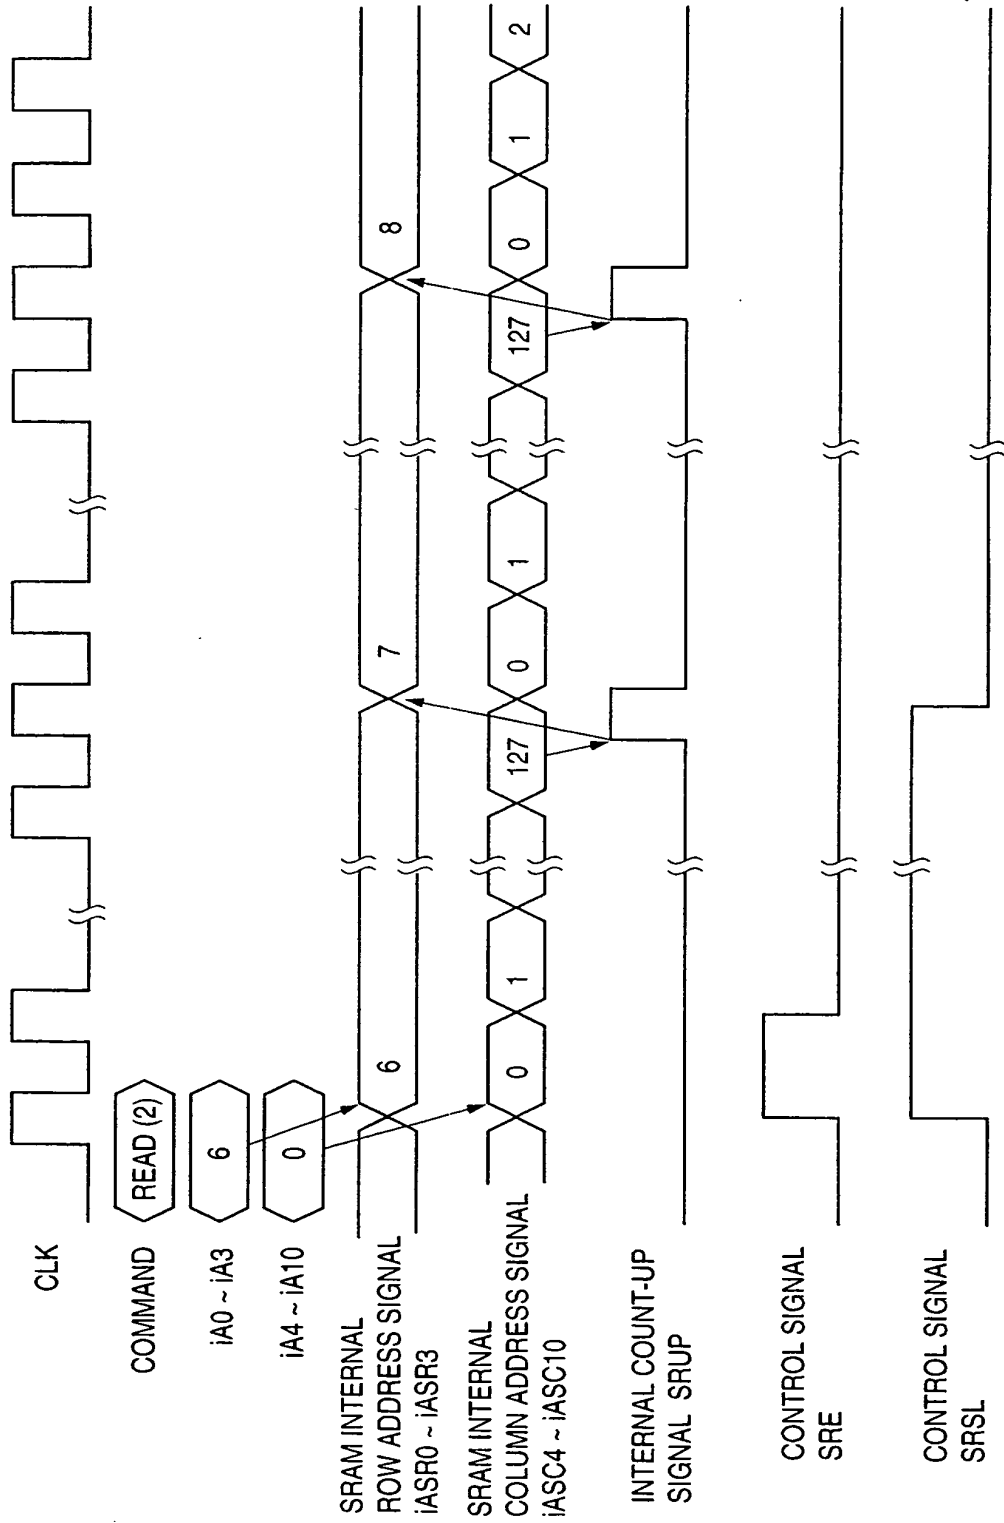 CLK
COMMAND
READ (2)
iA0 ~ iA3
6
iA4 ~ iA10
0
SRAM INTERNAL
ROW ADDRESS SIGNAL
iASR0 ~ iASR3
6
7
8
SRAM INTERNAL
COLUMN ADDRESS SIGNAL
iASC4 ~ iASC10
0
1
127
0
1
127
0
1
2
INTERNAL COUNT-UP
SIGNAL SRUP
CONTROL SIGNAL
SRE
CONTROL SIGNAL
SRSL